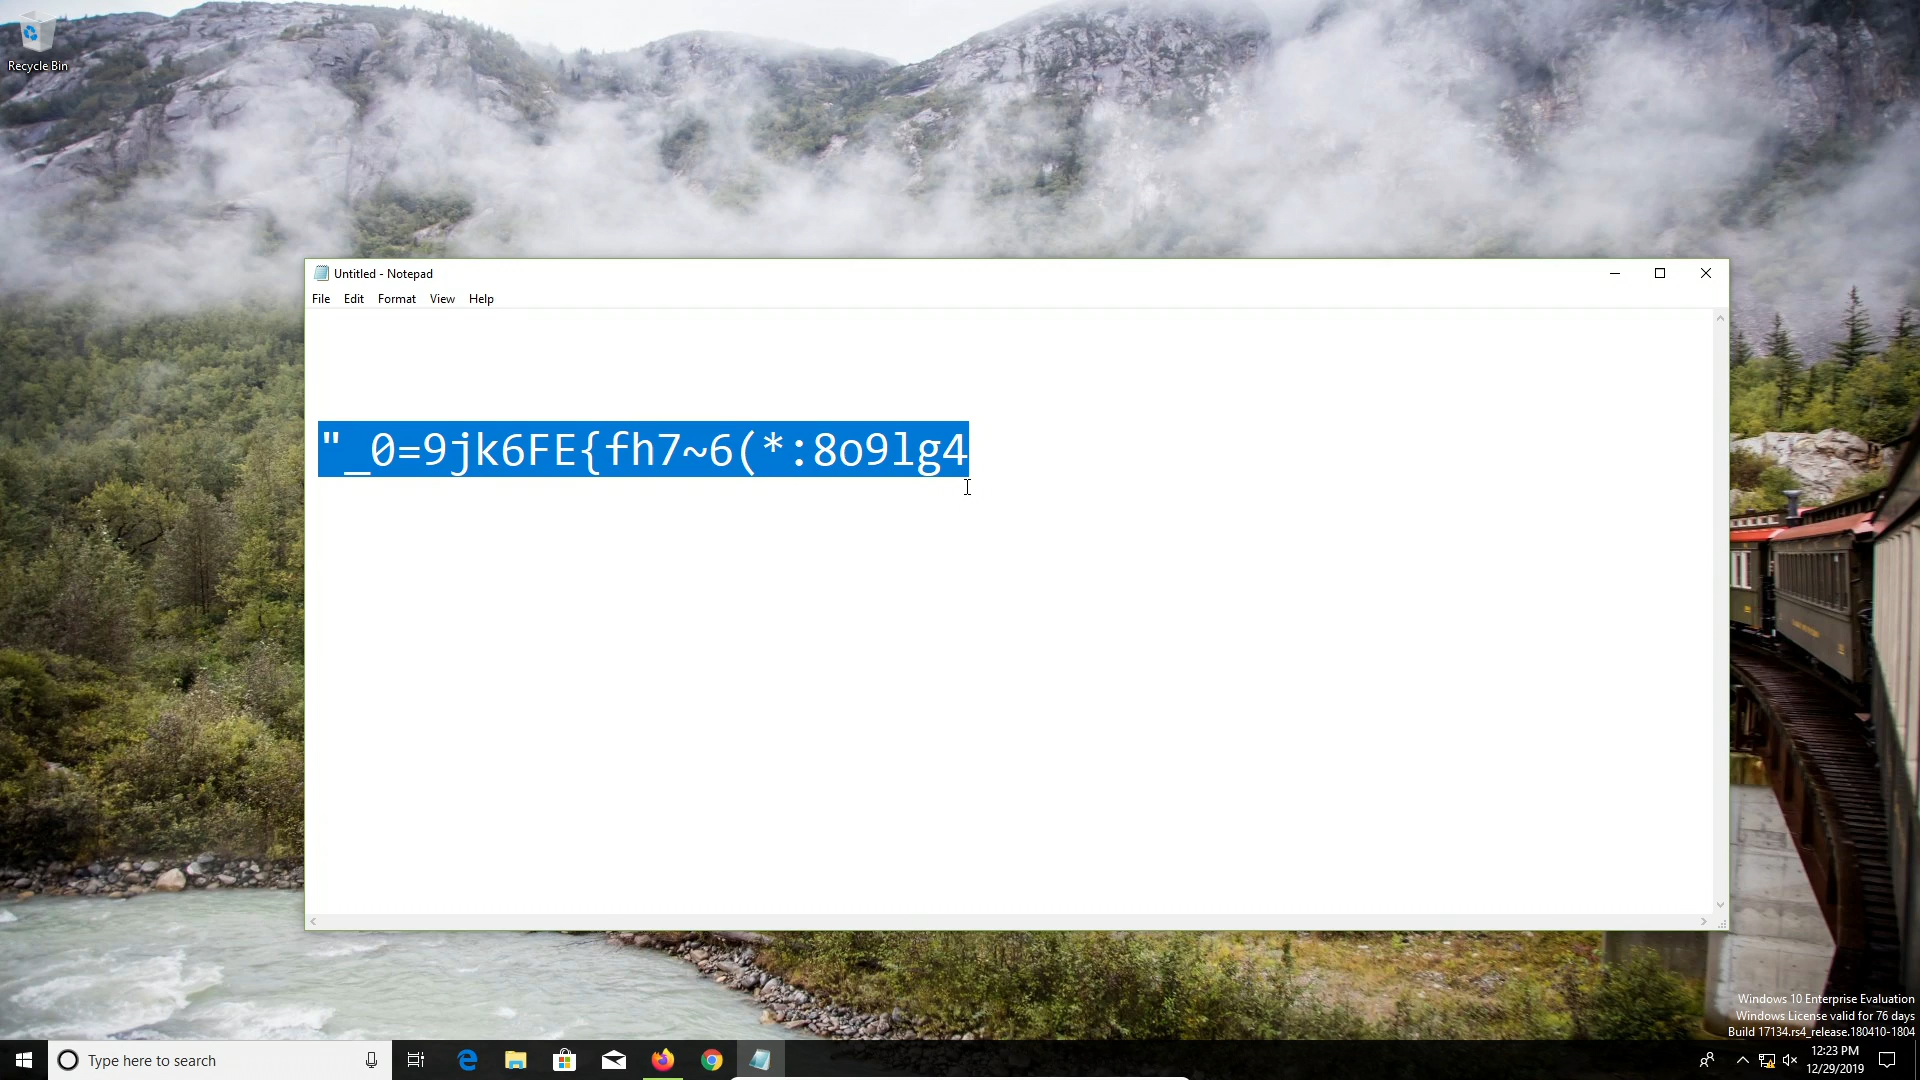 Recycle Bin
Untitled - Notepad
File Edit Format View Help
"_0=9jk6FE{fh7~6(*:8o9lg4
Windows 10 Enterprise Evaluation
Windows License valid for 76 days
Build 17134.rs4_release.180410-1804
Type here to search
12:23 PM
12/29/2019